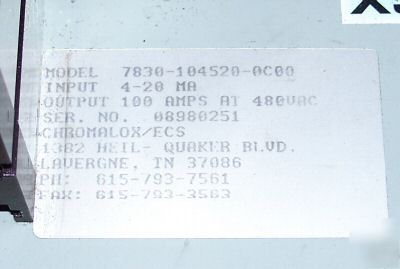 MODEL 7830-104520-0C00
INPUT 4-20 MA
OUTPUT 100 AMPS AT 480VAC
SER. NO. 08980251
CHROMALOX/ECS
1382 HEIL- QUAKER BLVD.
LAVERGNE, TN 37086
PH: 615-793-7561
FAX: 615-793-3563